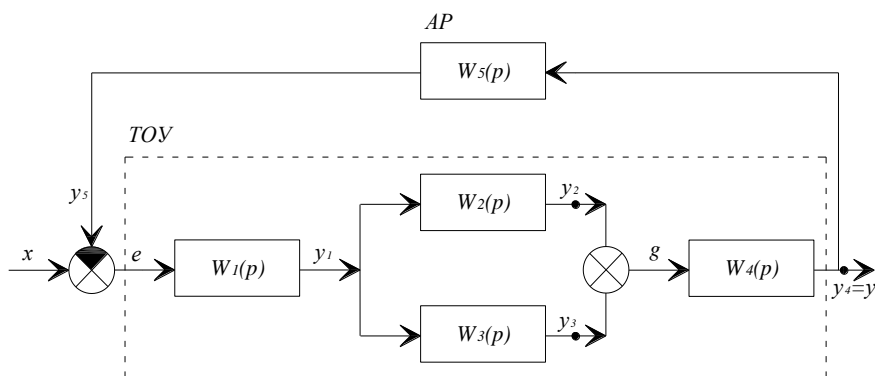 АР
W5(p)
ТОУ
y5
x
e
W1(p)
y1
W2(p)
y2
W3(p)
y3
g
W4(p)
y4=y